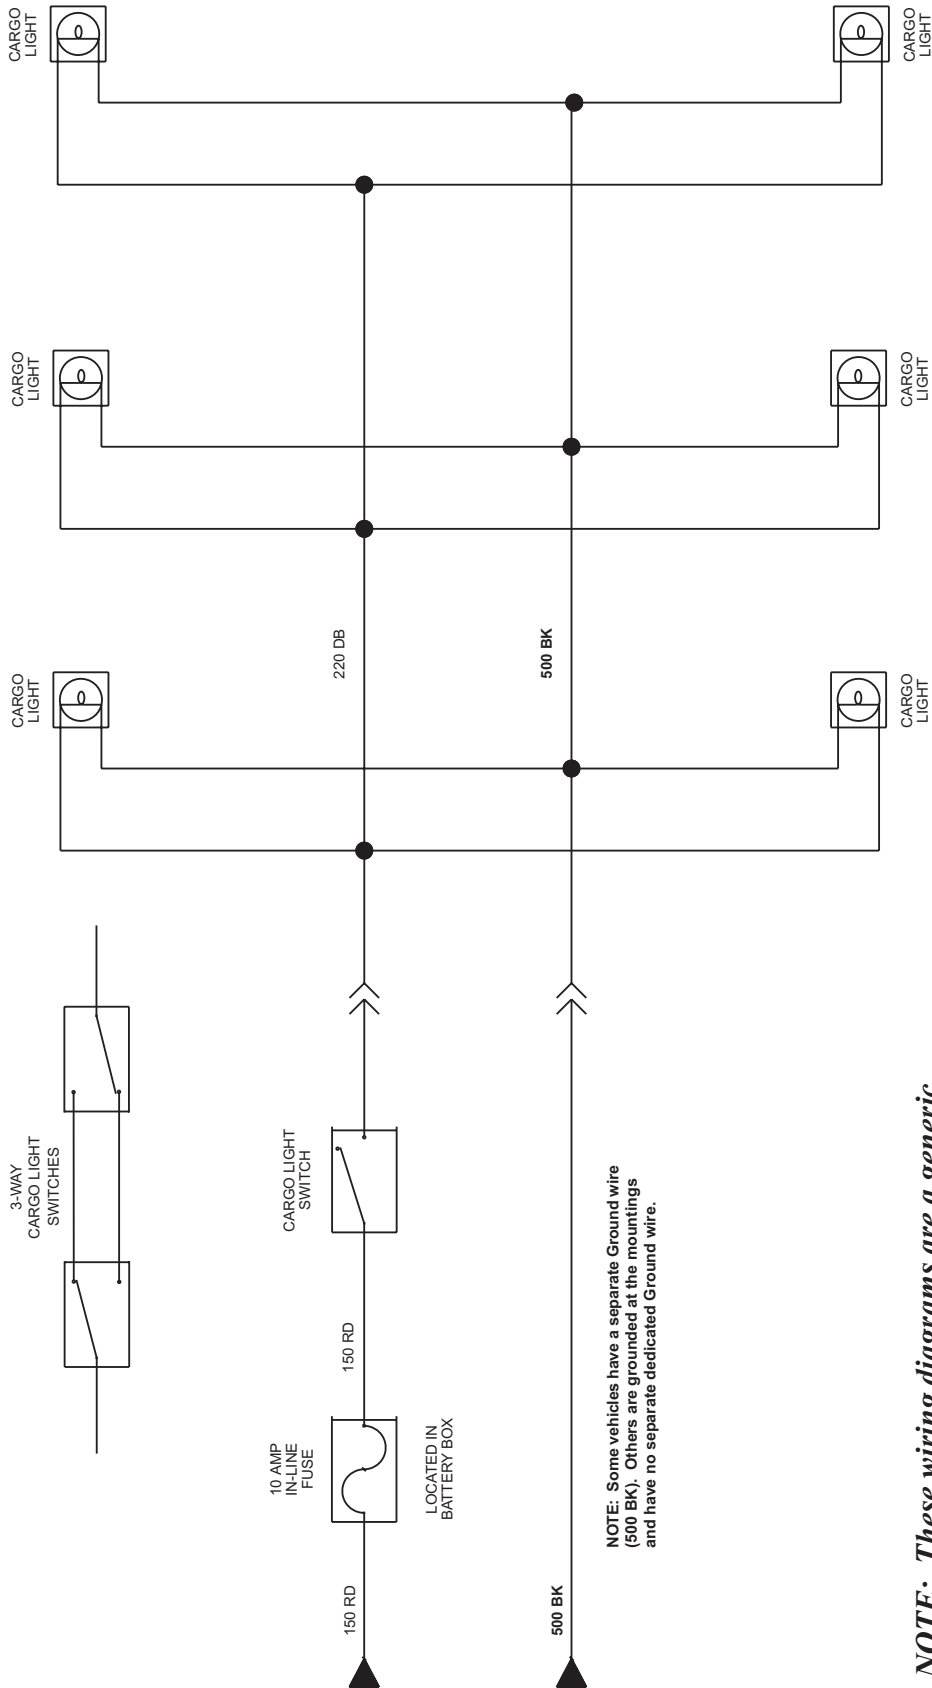 CARGO
LIGHT
CARGO
LIGHT
CARGO
LIGHT
CARGO
LIGHT
CARGO
LIGHT
CARGO
LIGHT
3-WAY
CARGO LIGHT
SWITCHES
220 DB
500 BK
CARGO LIGHT
SWITCH
150 RD
10 AMP
IN-LINE
FUSE
LOCATED IN
BATTERY BOX
150 RD
500 BK
NOTE: Some vehicles have a separate Ground wire
(500 BK). Others are grounded at the mountings
and have no separate dedicated Ground wire.
NOTE: These wiring diagrams are a generic